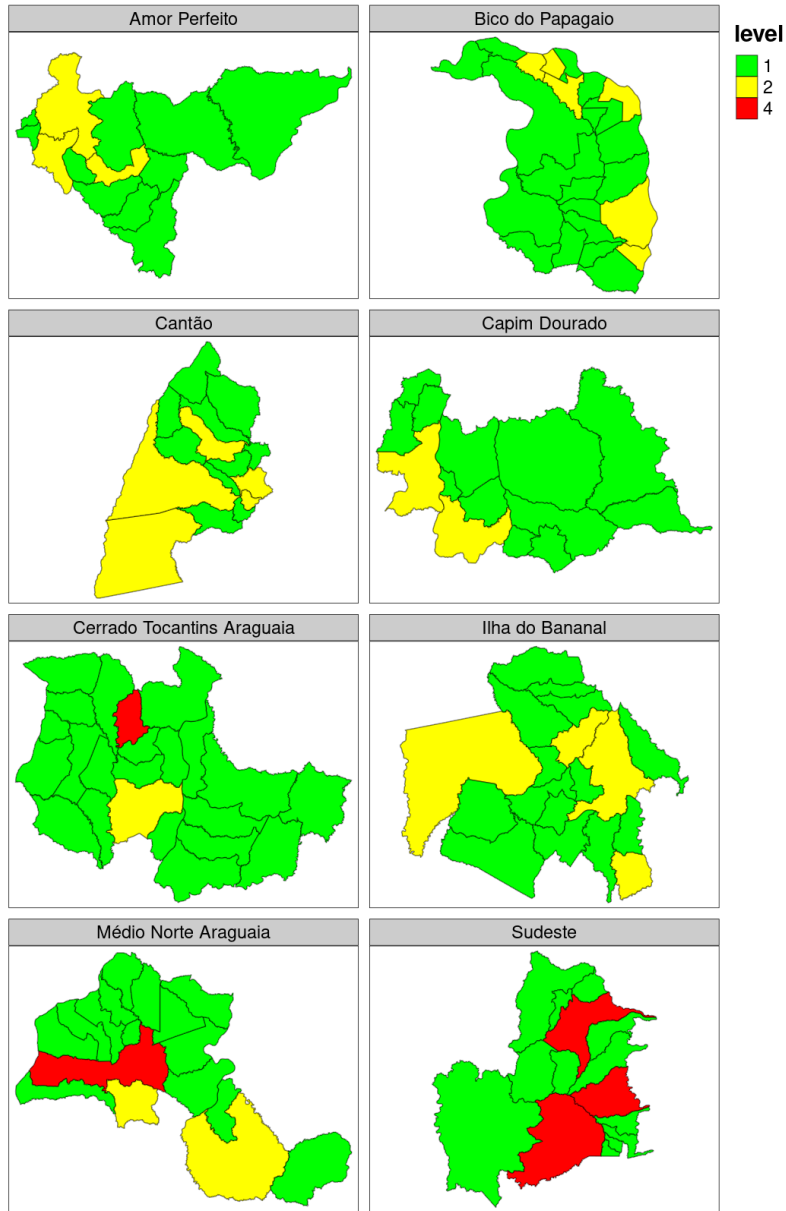 Amor Perfeito
Bico do Papagaio
level
1
2
4
Cantão
Capim Dourado
Cerrado Tocantins Araguaia
Ilha do Bananal
Médio Norte Araguaia
Sudeste